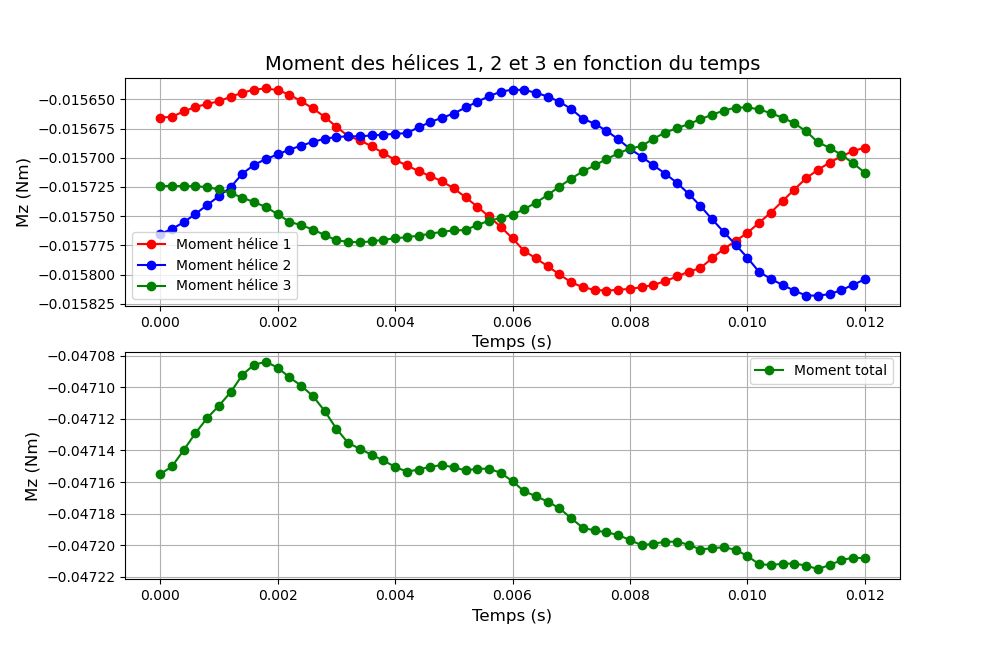 Moment des hélices 1, 2 et 3 en fonction du temps
Mz (Nm)
−0.015650
−0.015675
−0.015700
−0.015725
−0.015750
−0.015775
−0.015800
−0.015825
Moment hélice 1
Moment hélice 2
Moment hélice 3
0.000 0.002 0.004 0.006 0.008 0.010 0.012
Temps (s)
Mz (Nm)
−0.04708
−0.04710
−0.04712
−0.04714
−0.04716
−0.04718
−0.04720
−0.04722
Moment total
0.000 0.002 0.004 0.006 0.008 0.010 0.012
Temps (s)